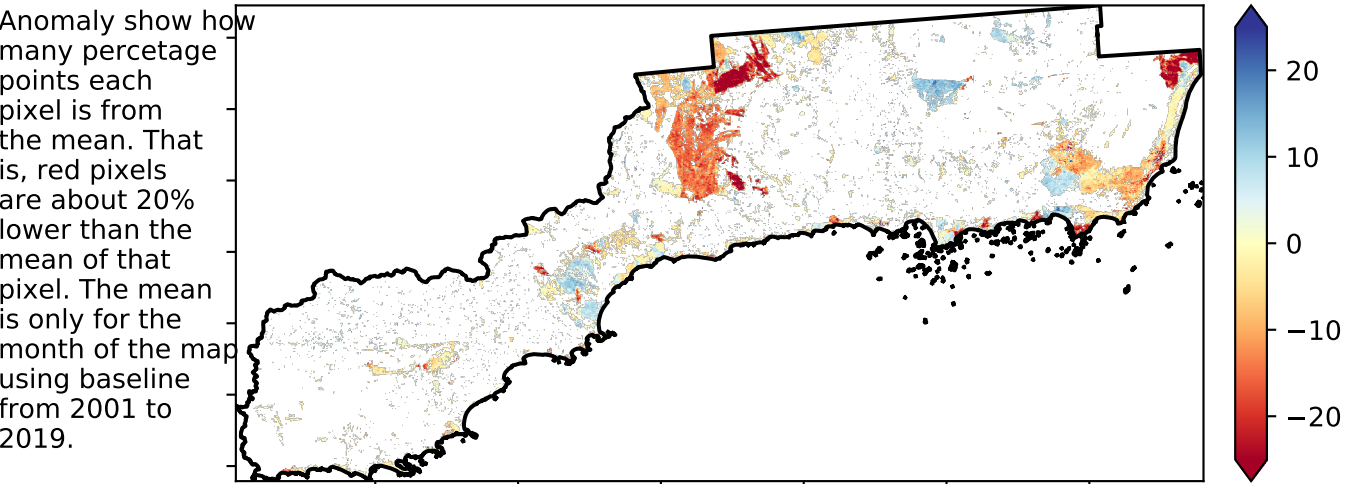 Anomaly show how
many percetage
points each
pixel is from
the mean. That
is, red pixels
are about 20%
lower than the
mean of that
pixel. The mean
is only for the
month of the map
using baseline
from 2001 to
2019.
20
10
0
−10
−20